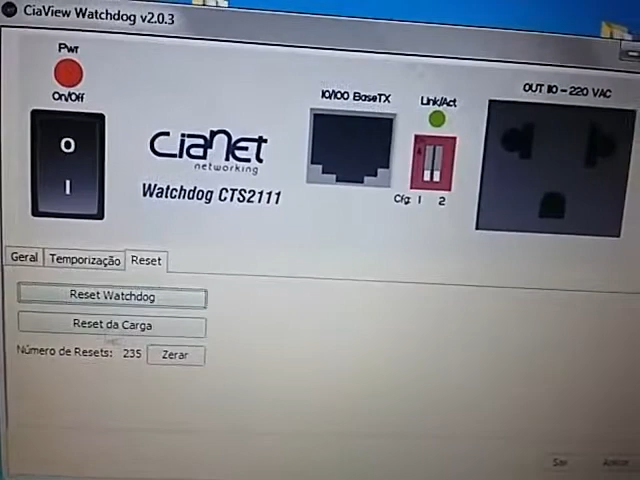 CiaView Watchdog v2.0.3
Pwr
On/Off
O
I
cianet
networking
Watchdog CTS2111
10/100 BaseTX
Link/Act
Cfg 1 2
OUT 110 - 220 VAC
Geral Temporização Reset
Reset Watchdog
Reset da Carga
Número de Resets: 235 Zerar
Sair